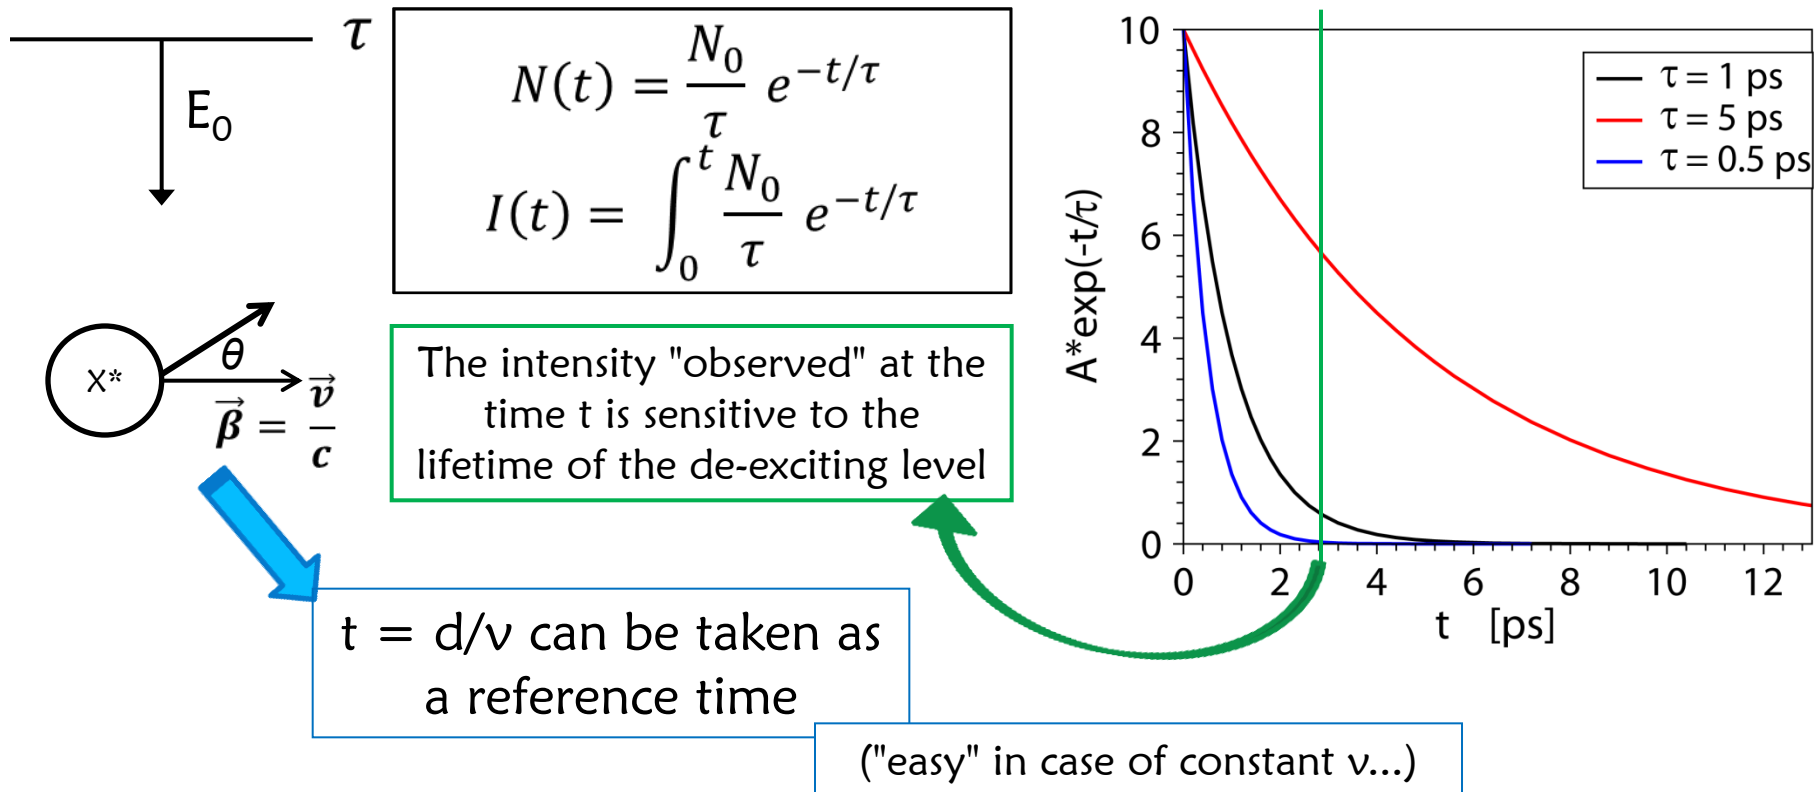 τ
E₀
N(t) = N₀/τ e^{−t/τ}
I(t) = ∫₀ᵗ N₀/τ e^{−t/τ}
X*
θ
β⃗ = v⃗/c
The intensity "observed" at the
time t is sensitive to the
lifetime of the de-exciting level
t = d/v can be taken as
a reference time
("easy" in case of constant v...)
A*exp(-t/τ)
10
8
6
4
2
0
τ = 1 ps
τ = 5 ps
τ = 0.5 ps
0 2 4 6 8 10 12
t [ps]